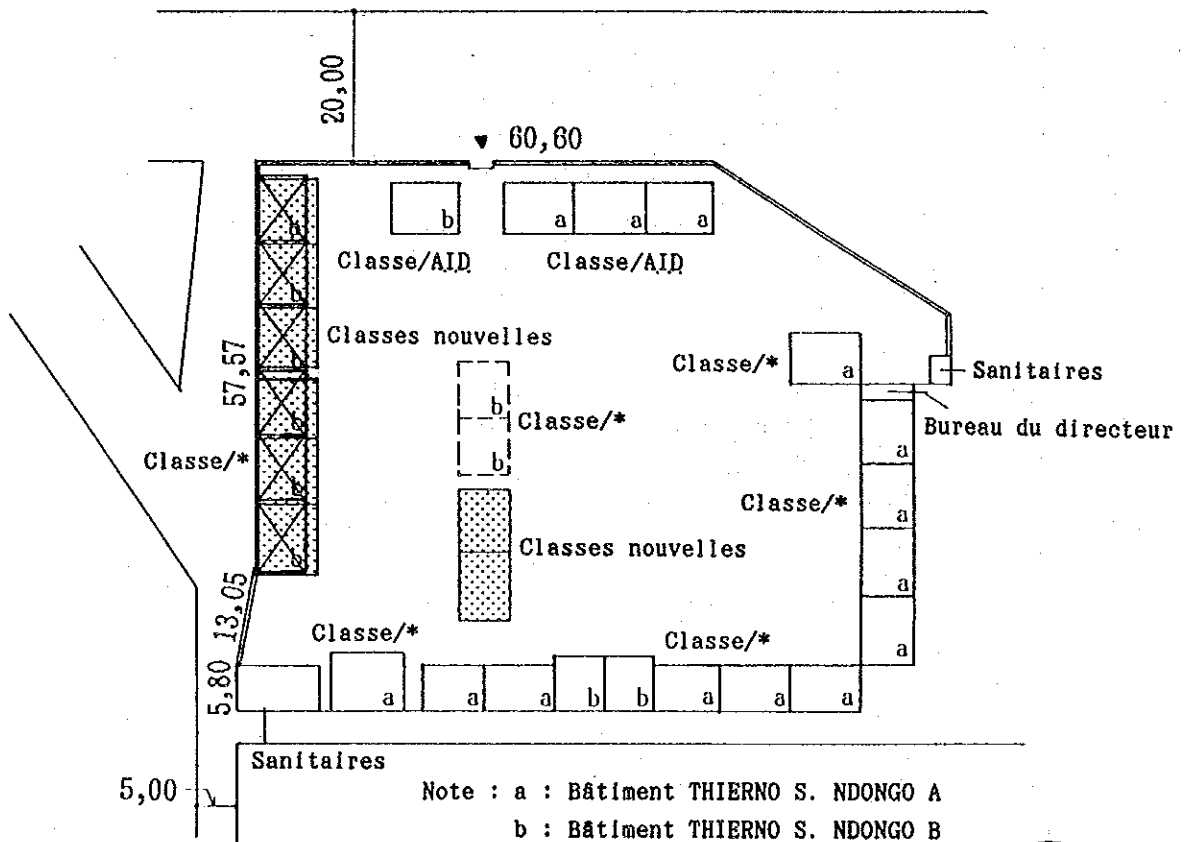 20,00
60,60
b
a
a
a
Classe/AID
Classe/AID
b
Classes nouvelles
b
Classe/*
a
Sanitaires
57,57
b
b
Classe/*
Bureau du directeur
b
a
Classe/*
b
Classe/*
a
b
Classes nouvelles
a
13,05
Classe/*
Classe/*
a
5,80
a
a
a
b
b
a
a
a
Sanitaires
5,00
Note : a : Bâtiment THIERNO S. NDONGO A
b : Bâtiment THIERNO S. NDONGO B